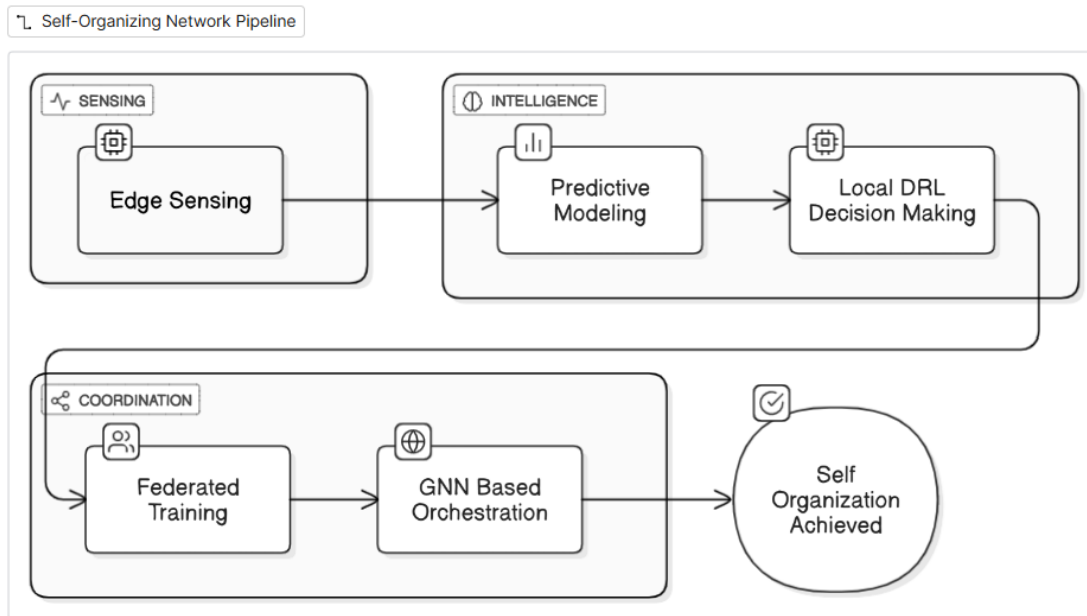 Self-Organizing Network Pipeline
SENSING
Edge Sensing
INTELLIGENCE
Predictive
Modeling
Local DRL
Decision Making
COORDINATION
Federated
Training
GNN Based
Orchestration
Self
Organization
Achieved